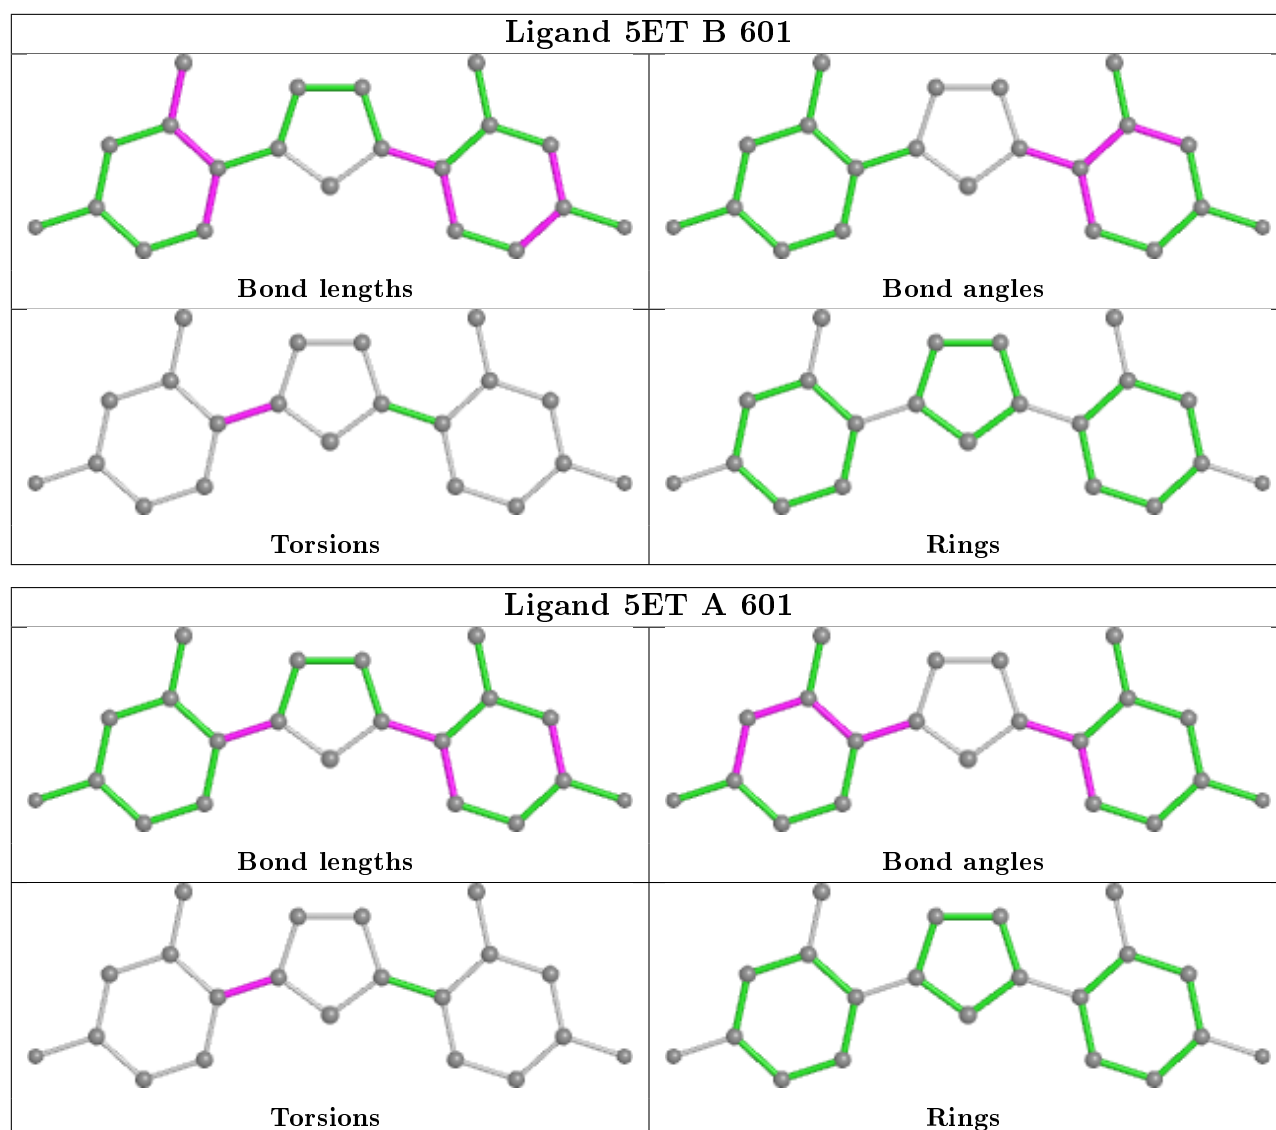 Ligand 5ET B 601
Bond lengths
Bond angles
Torsions
Rings
Ligand 5ET A 601
Bond lengths
Bond angles
Torsions
Rings